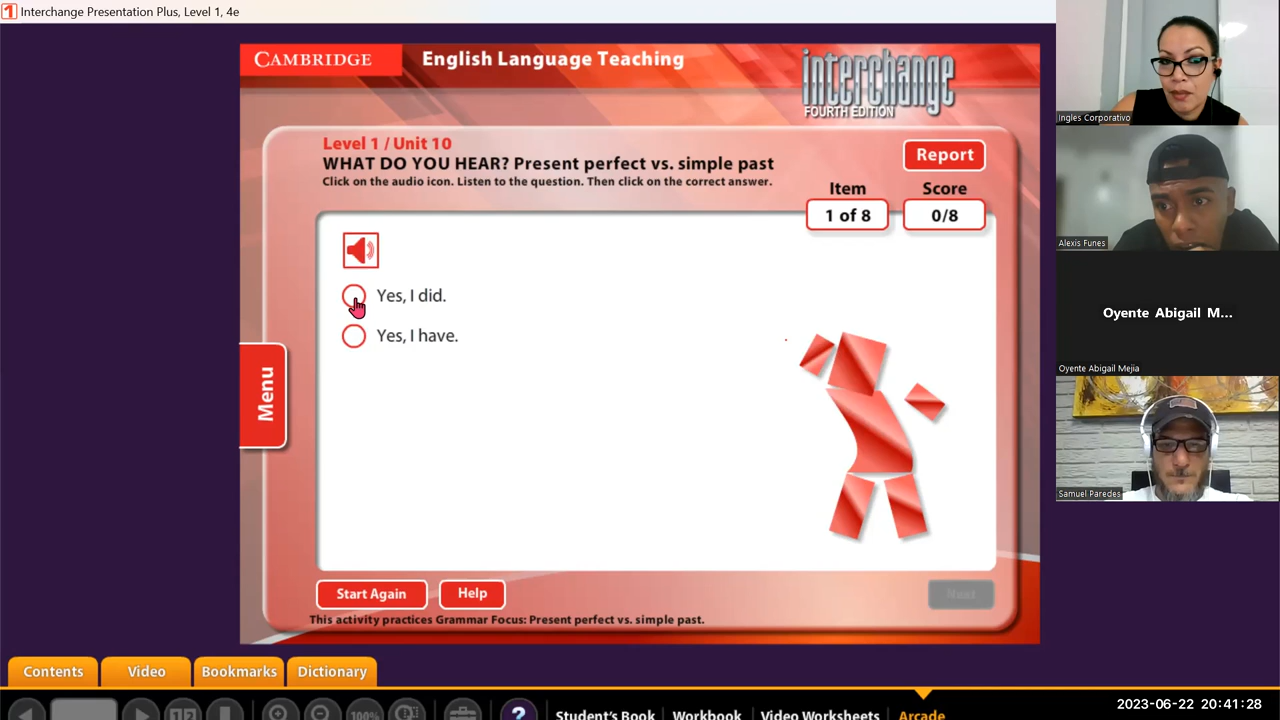 Interchange Presentation Plus, Level 1, 4e
CAMBRIDGE
English Language Teaching
interchange
FOURTH EDITION
Level 1 / Unit 10
WHAT DO YOU HEAR? Present perfect vs. simple past
Click on the audio icon. Listen to the question. Then click on the correct answer.
Report
Item
Score
1 of 8
0/8
Yes, I did.
Yes, I have.
Menu
Start Again
Help
Next
This activity practices Grammar Focus: Present perfect vs. simple past.
Contents
Video
Bookmarks
Dictionary
100%
?
Student's Book
Workbook
Video Worksheets
Arcade
Ingles Corporativo
Alexis Funes
Oyente Abigail M...
Oyente Abigail Mejia
Samuel Paredes
2023-06-22 20:41:28